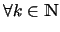 ∀k ∈ ℕ